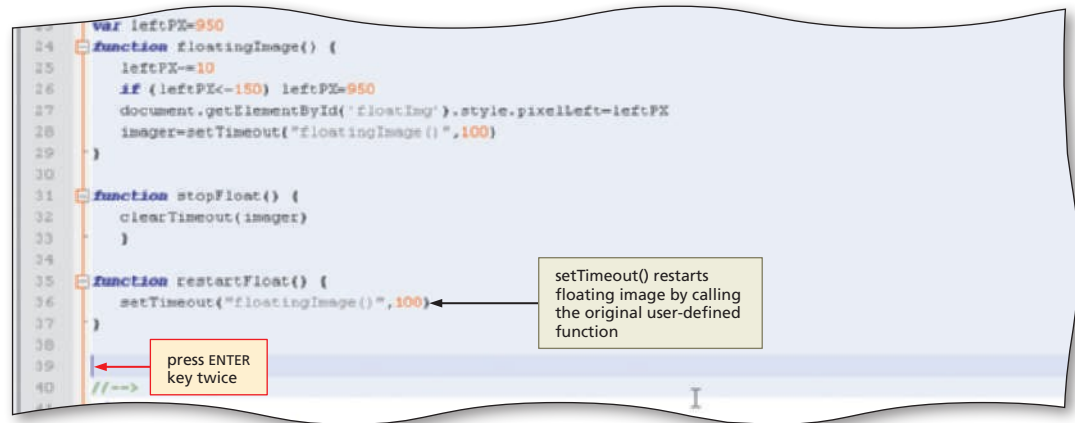 var leftPX=950
24 function floatingImage() {
25 leftPX-=10
26 if (leftPX<-150) leftPX=950
27 document.getElementById('floatImg').style.pixelLeft=leftPX
28 imager=setTimeout("floatingImage()",100)
29 }
30
31 function stopFloat() {
32 clearTimeout(imager)
33 }
34
35 function restartFloat() {
36 setTimeout("floatingImage()",100)
37 }
38
39
40 //-->
setTimeout() restarts
floating image by calling
the original user-defined
function
press ENTER
key twice